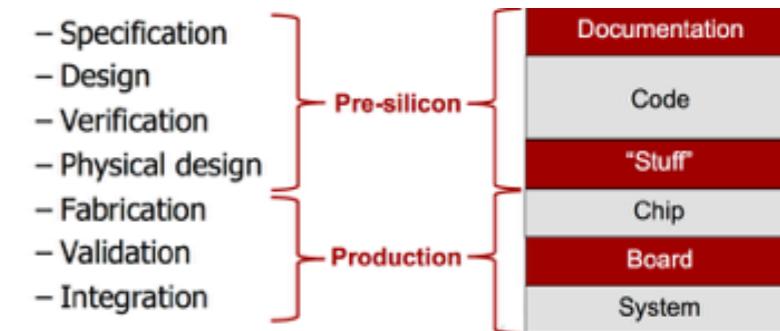 – Specification
– Design
– Verification
– Physical design
– Fabrication
– Validation
– Integration
Pre-silicon
Production
Documentation
Code
“Stuff”
Chip
Board
System